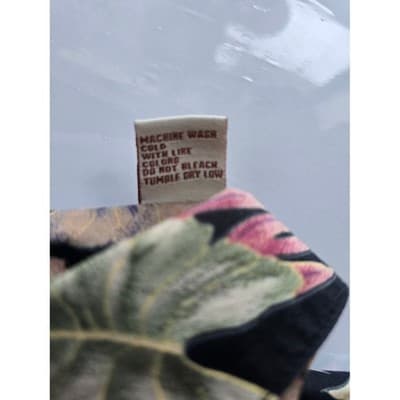 MACHINE WASH
COLD
WITH LIKE
COLORS
DO NOT BLEACH
TUMBLE DRY LOW